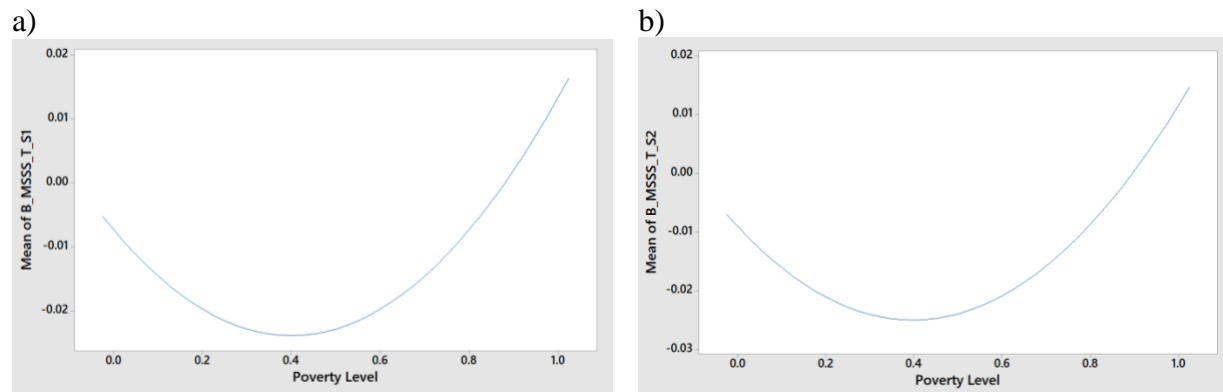 a)
0.02
0.01
0.00
-0.01
-0.02
Mean of B_MSSS_T_S1
0.0 0.2 0.4 0.6 0.8 1.0
Poverty Level
b)
0.02
0.01
0.00
-0.01
-0.02
-0.03
Mean of B_MSSS_T_S2
0.0 0.2 0.4 0.6 0.8 1.0
Poverty Level